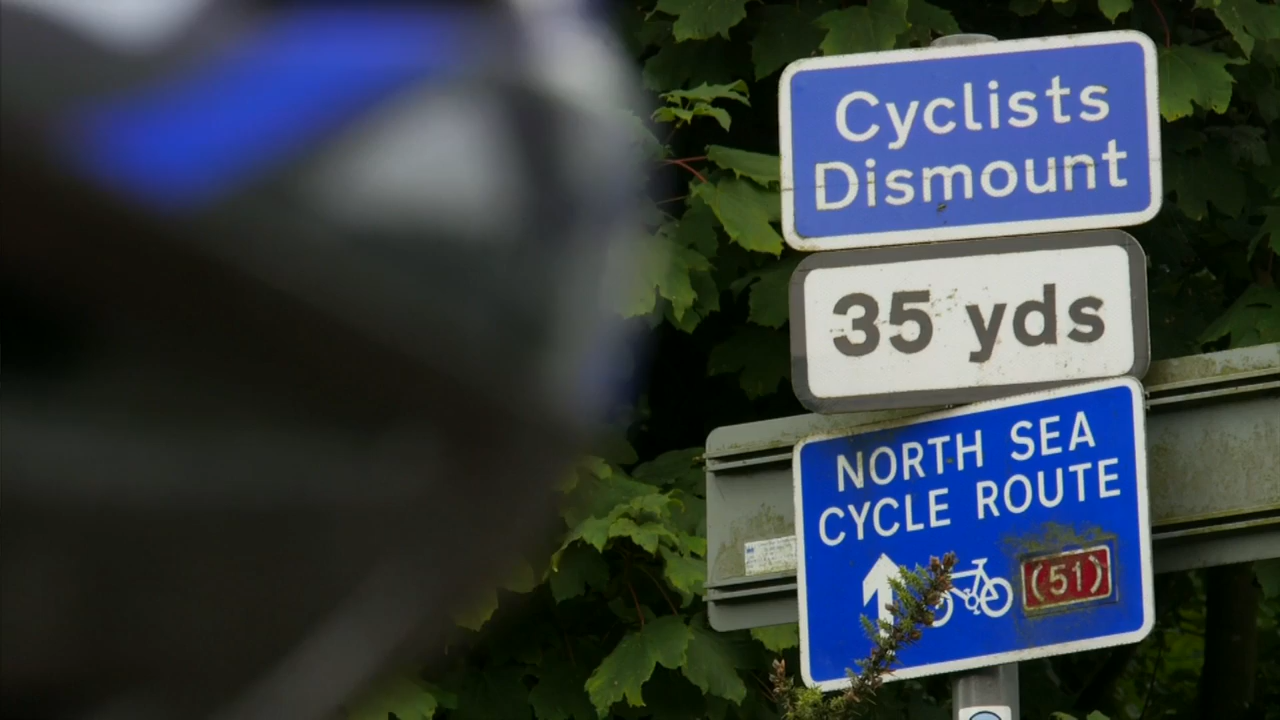 Cyclists
Dismount
35 yds
NORTH SEA
CYCLE ROUTE
(51)